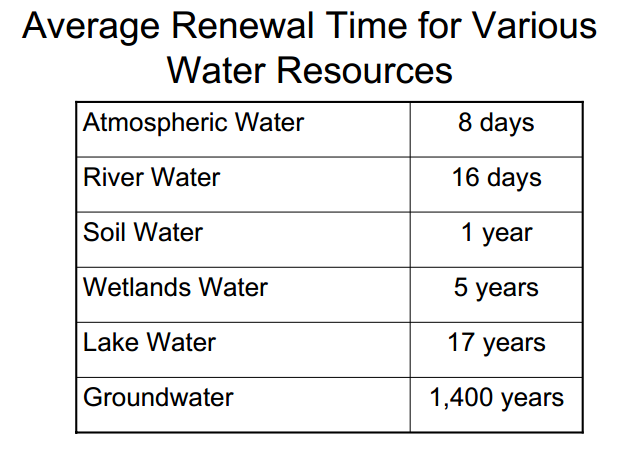 Average Renewal Time for Various
Water Resources
Atmospheric Water 8 days
River Water 16 days
Soil Water 1 year
Wetlands Water 5 years
Lake Water 17 years
Groundwater 1,400 years